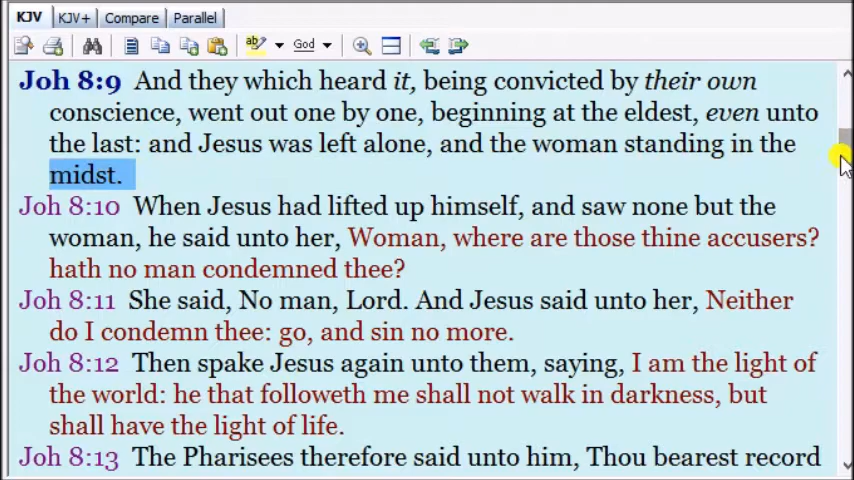 KJV KJV+ Compare Parallel
ab God
Joh 8:9 And they which heard it, being convicted by their own
conscience, went out one by one, beginning at the eldest, even unto
the last: and Jesus was left alone, and the woman standing in the
midst.
Joh 8:10 When Jesus had lifted up himself, and saw none but the
woman, he said unto her, Woman, where are those thine accusers?
hath no man condemned thee?
Joh 8:11 She said, No man, Lord. And Jesus said unto her, Neither
do I condemn thee: go, and sin no more.
Joh 8:12 Then spake Jesus again unto them, saying, I am the light of
the world: he that followeth me shall not walk in darkness, but
shall have the light of life.
Joh 8:13 The Pharisees therefore said unto him, Thou bearest record